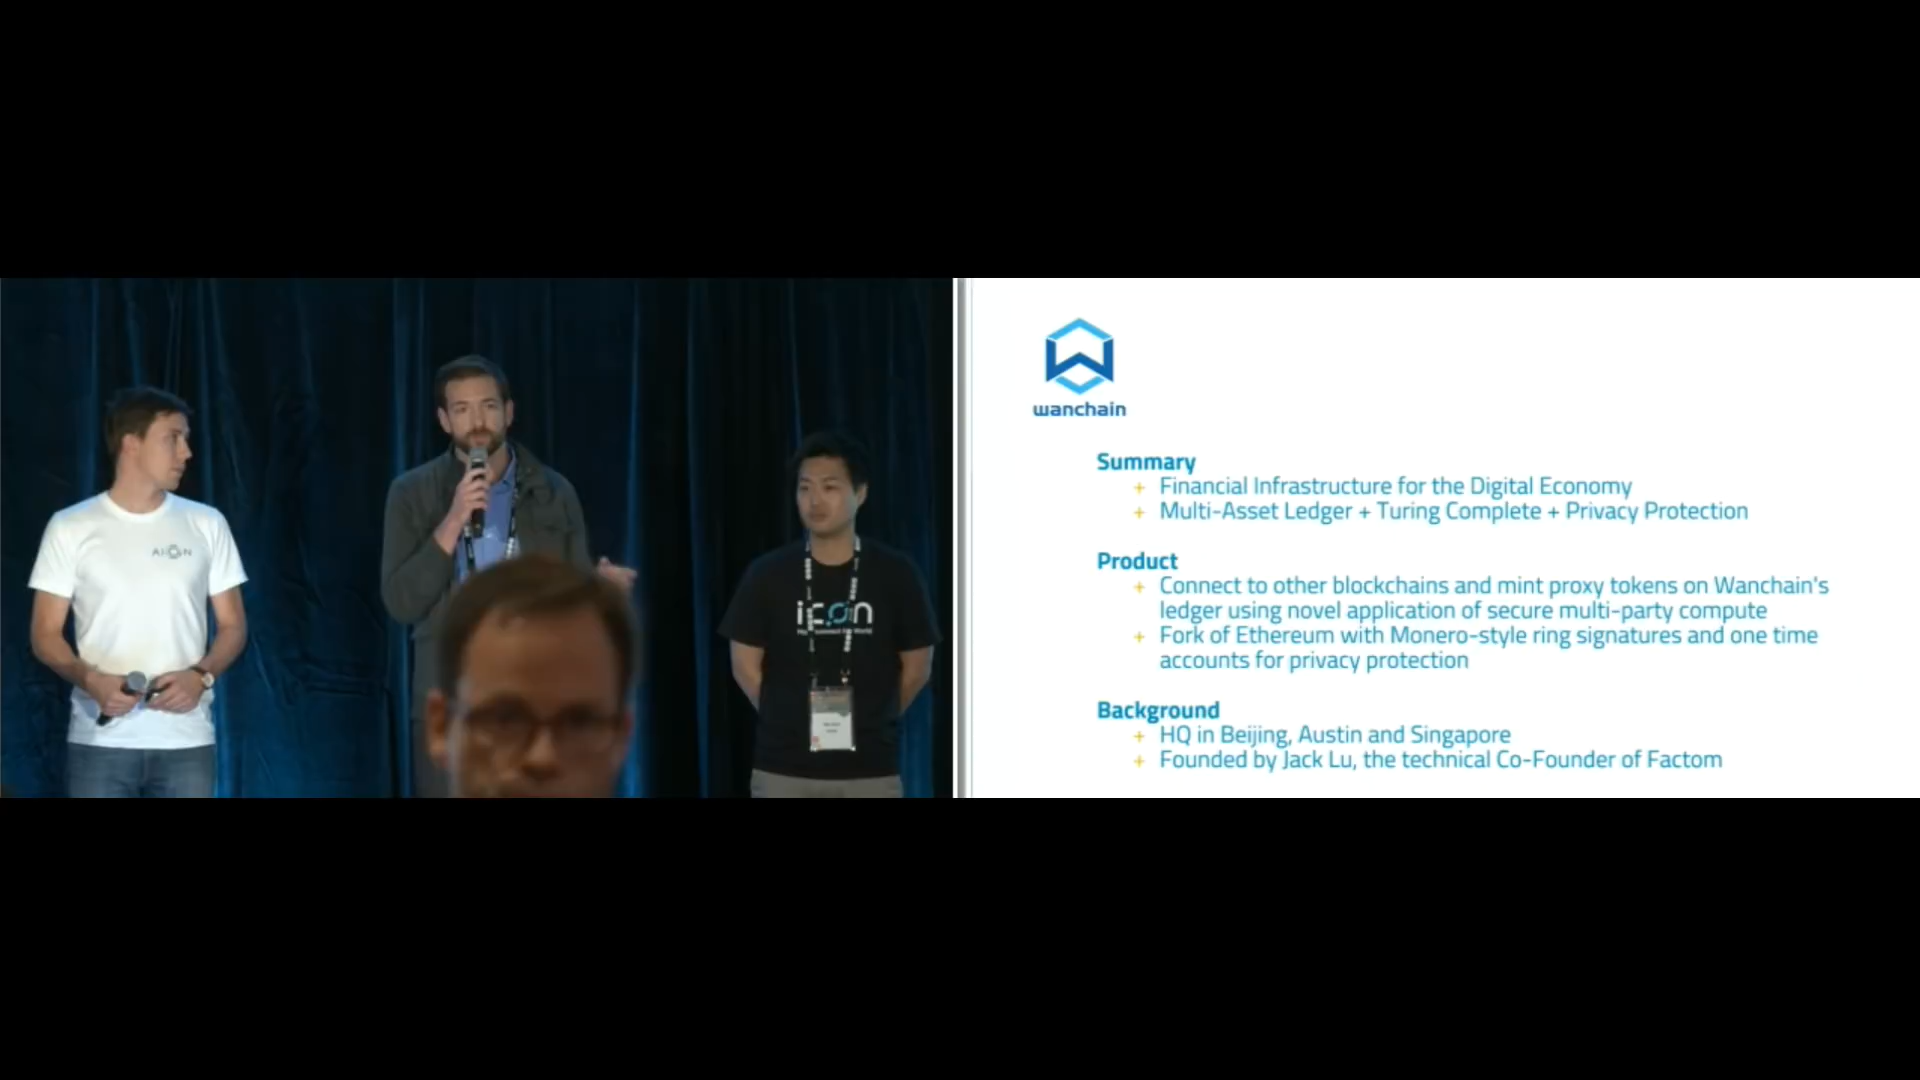 AION
icon
wanchain
Summary
+ Financial Infrastructure for the Digital Economy
+ Multi-Asset Ledger + Turing Complete + Privacy Protection
Product
+ Connect to other blockchains and mint proxy tokens on Wanchain's
ledger using novel application of secure multi-party compute
+ Fork of Ethereum with Monero-style ring signatures and one time
accounts for privacy protection
Background
+ HQ in Beijing, Austin and Singapore
+ Founded by Jack Lu, the technical Co-Founder of Factom